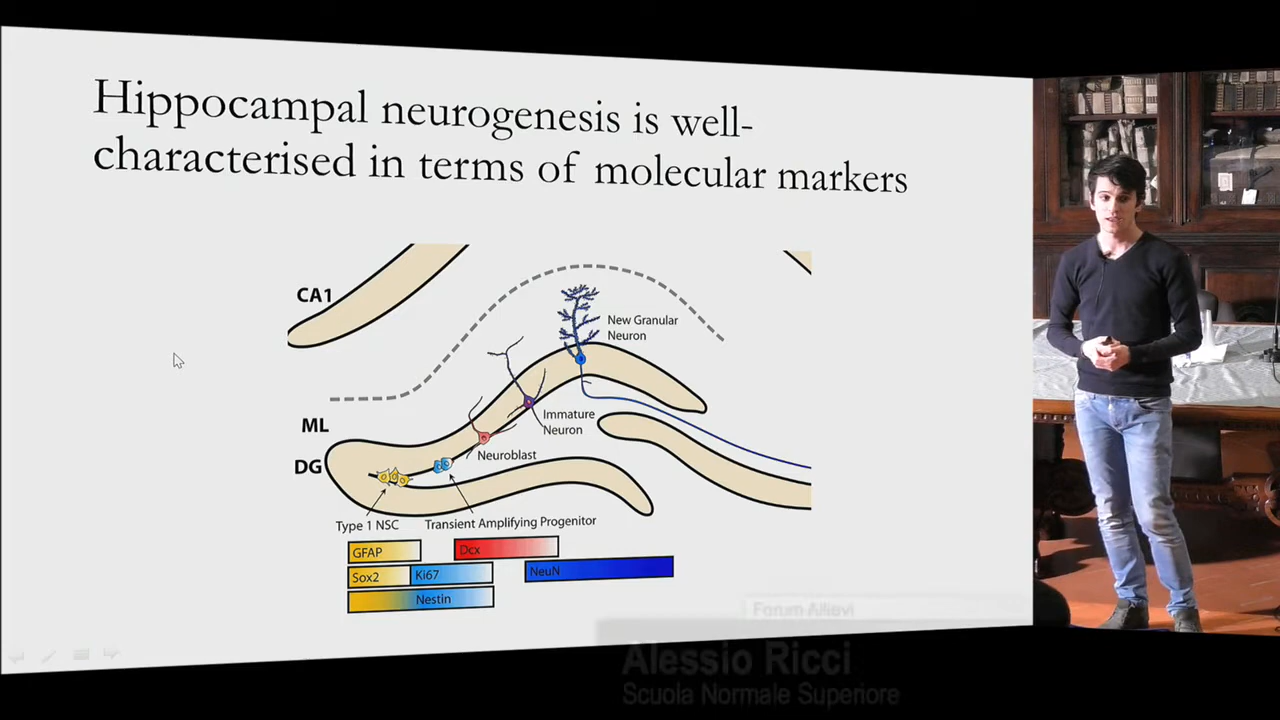 Hippocampal neurogenesis is well-
characterised in terms of molecular markers
CA1
New Granular
Neuron
ML
Immature
Neuron
DG
Neuroblast
Type 1 NSC
Transient Amplifying Progenitor
GFAP
Dcx
Sox2
Ki67
NeuN
Nestin
Forum Allievi
Alessio Ricci
Scuola Normale Superiore